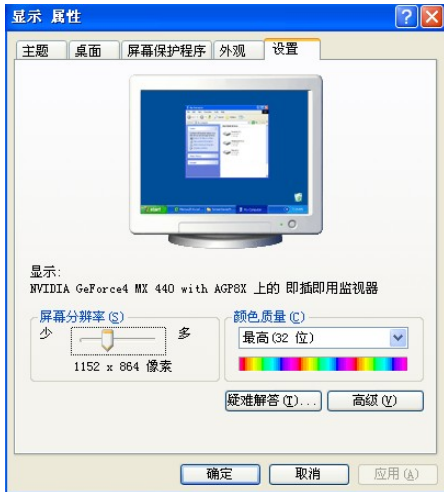 显示 属性
主题 桌面 屏幕保护程序 外观 设置
显示:
NVIDIA GeForce4 MX 440 with AGP8X 上的 即插即用监视器
屏幕分辨率(S) 颜色质量(C)
少 多 最高(32 位)
1152 x 864 像素
疑难解答(T)... 高级(V)
确定 取消 应用(A)